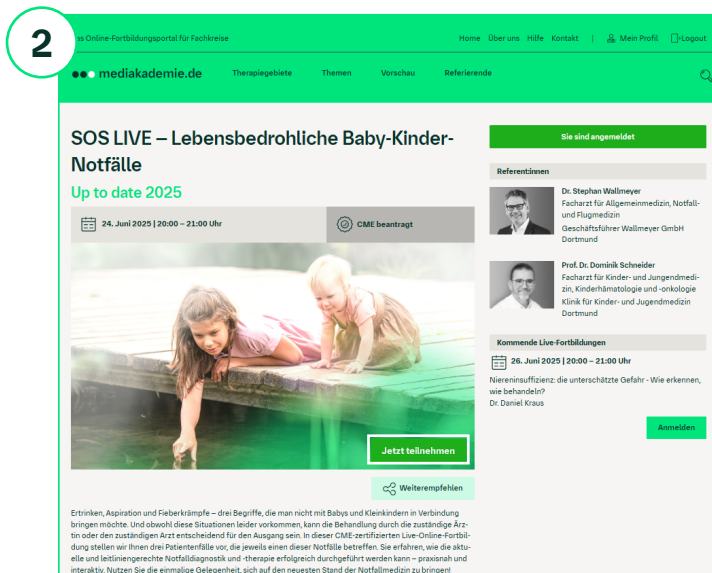 2
ns Online-Fortbildungsportal für Fachkreise
Home Über uns Hilfe Kontakt | Mein Profil Logout
mediakademie.de Therapiegebiete Themen Vorschau Referierende
SOS LIVE – Lebensbedrohliche Baby-Kinder-
Notfälle
Up to date 2025
24. Juni 2025 | 20:00 – 21:00 Uhr
CME beantragt
Jetzt teilnehmen
Weiterempfehlen
Ertrinken, Aspiration und Fieberkrämpfe – drei Begriffe, die man nicht mit Babys und Kleinkindern in Verbindung
bringen möchte. Und obwohl diese Situationen leider vorkommen, kann die Behandlung durch die zuständige Ärz-
tin oder den zuständigen Arzt entscheidend für den Ausgang sein. In dieser CME-zertifizierten Live-Online-Fortbil-
dung stellen wir Ihnen drei Patientenfälle vor, die jeweils einen dieser Notfälle betreffen. Sie erfahren, wie die aktu-
elle und leitliniengerechte Notfalldiagnostik und -therapie erfolgreich durchgeführt werden kann – praxisnah und
interaktiv. Nutzen Sie die einmalige Gelegenheit, sich auf den neuesten Stand der Notfallmedizin zu bringen!
Sie sind angemeldet
Referent:innen
Dr. Stephan Wallmeyer
Facharzt für Allgemeinmedizin, Notfall-
und Flugmedizin
Geschäftsführer Wallmeyer GmbH
Dortmund
Prof. Dr. Dominik Schneider
Facharzt für Kinder- und Jungendmedi-
zin, Kinderhämatologie und -onkologie
Klinik für Kinder- und Jugendmedizin
Dortmund
Kommende Live-Fortbildungen
26. Juni 2025 | 20:00 – 21:00 Uhr
Niereninsuffizienz: die unterschätzte Gefahr - Wie erkennen,
wie behandeln?
Dr. Daniel Kraus
Anmelden